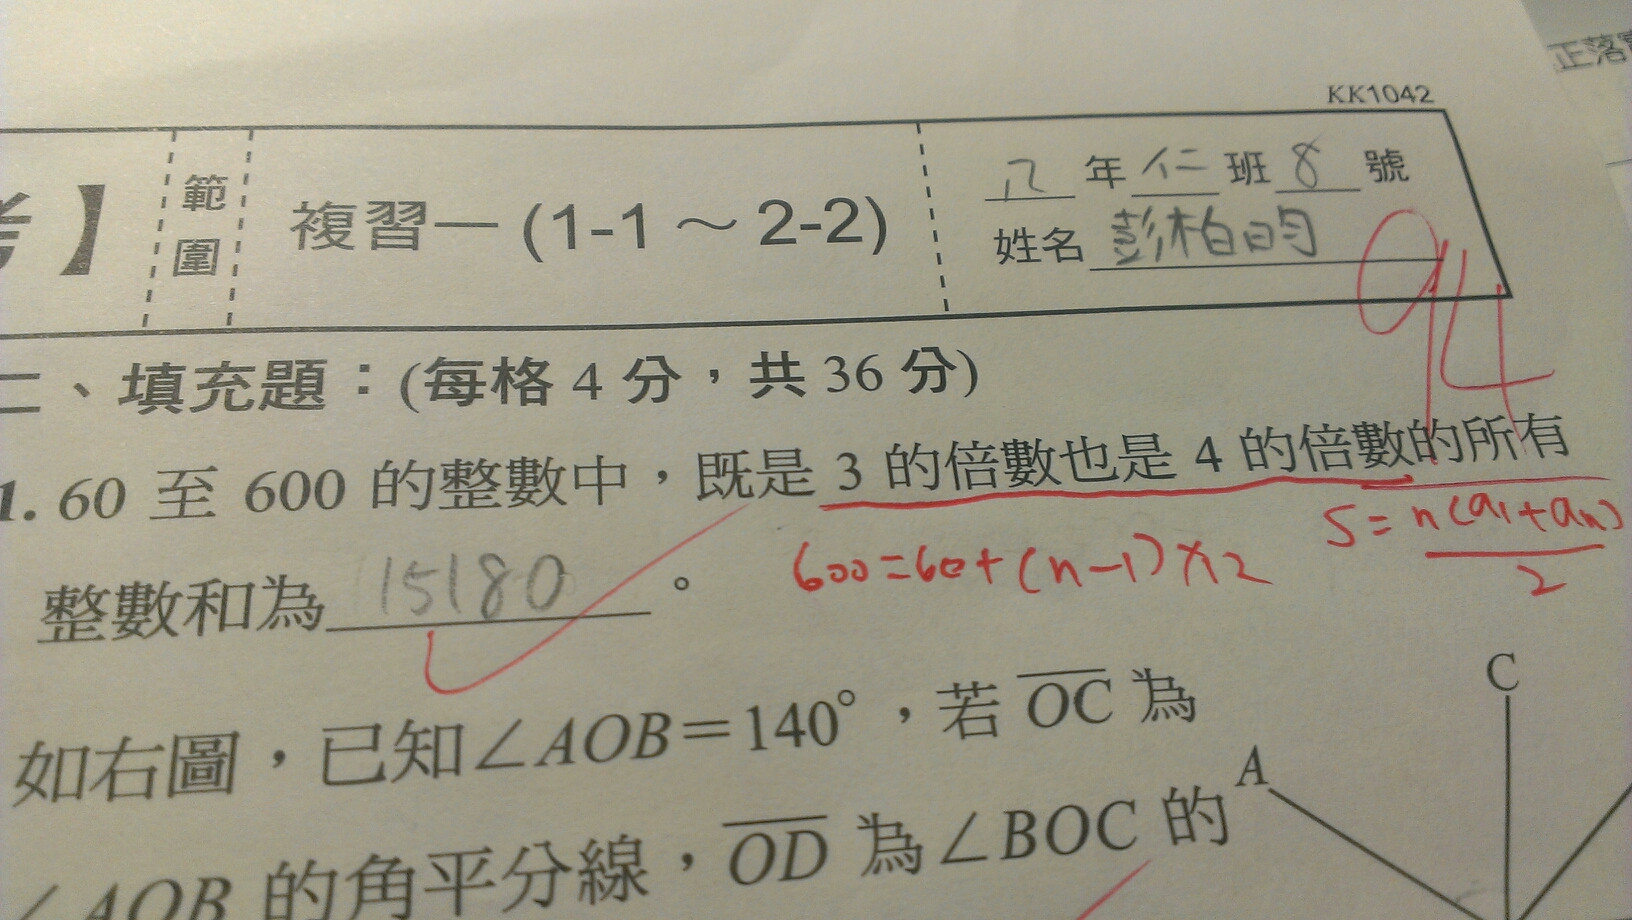 正落
KK1042
考】
範圍
複習一 (1-1～2-2)
八年仁班8號
姓名 彭柏昀
94
二、填充題：(每格 4 分，共 36 分)
1. 60 至 600 的整數中，既是 3 的倍數也是 4 的倍數的所有
整數和為 15180 。
600=60+(n-1)×12
S=n(a₁+aₙ)/2
如右圖，已知∠AOB=140°，若 OC 為
∠AOB 的角平分線，OD 為∠BOC 的
C
A